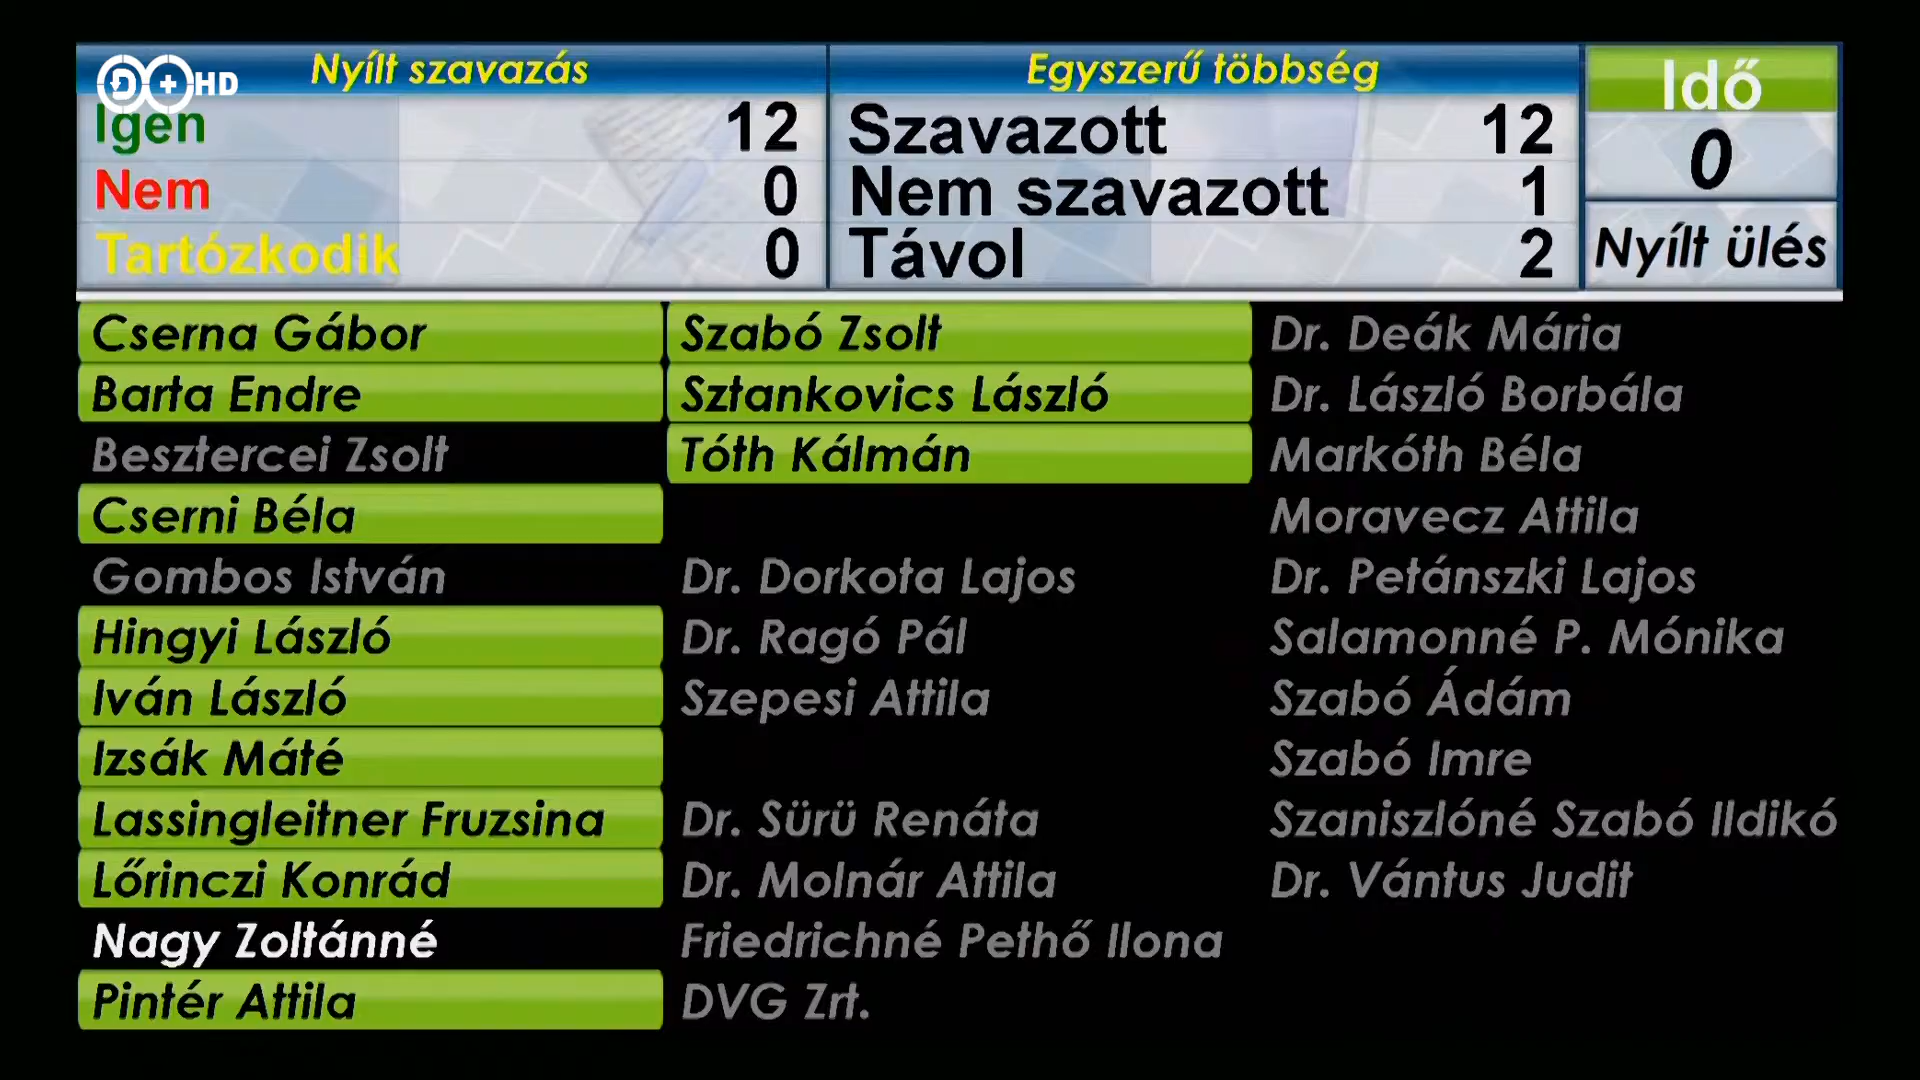 D+HD
Nyílt szavazás
Igen 12
Nem 0
Tartózkodik 0
Egyszerű többség
Szavazott 12
Nem szavazott 1
Távol 2
Idő
0
Nyílt ülés
Cserna Gábor
Barta Endre
Besztercei Zsolt
Cserni Béla
Gombos István
Hingyi László
Iván László
Izsák Máté
Lassingleitner Fruzsina
Lőrinczi Konrád
Nagy Zoltánné
Pintér Attila
Szabó Zsolt
Sztankovics László
Tóth Kálmán
Dr. Dorkota Lajos
Dr. Ragó Pál
Szepesi Attila
Dr. Sürü Renáta
Dr. Molnár Attila
Friedrichné Pethő Ilona
DVG Zrt.
Dr. Deák Mária
Dr. László Borbála
Markóth Béla
Moravecz Attila
Dr. Petánszki Lajos
Salamonné P. Mónika
Szabó Ádám
Szabó Imre
Szaniszlóné Szabó Ildikó
Dr. Vántus Judit